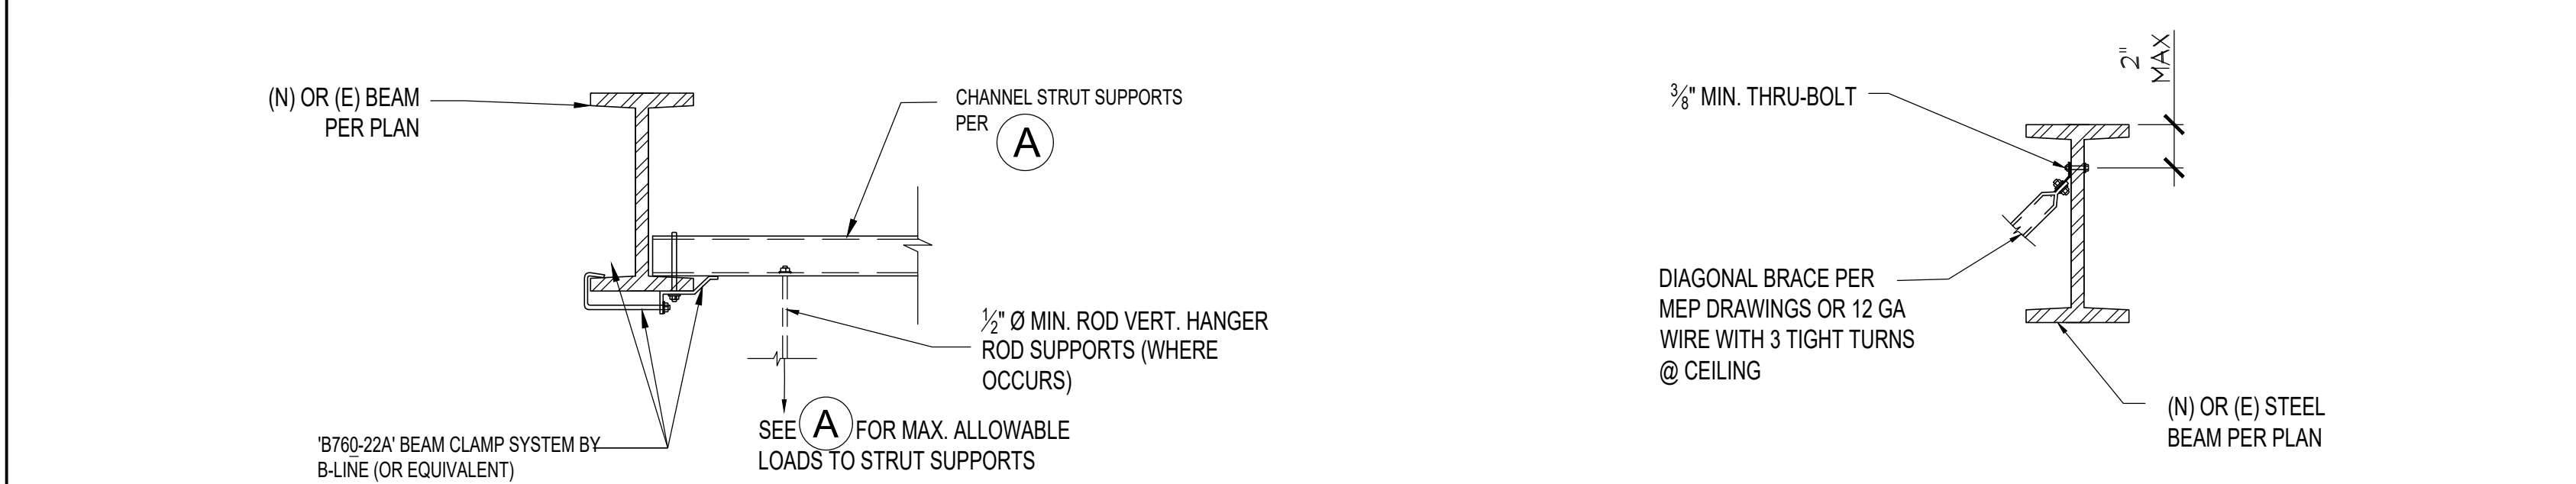 (N) OR (E) BEAM
PER PLAN
CHANNEL STRUT SUPPORTS
PER A
½" Ø MIN. ROD VERT. HANGER
ROD SUPPORTS (WHERE
OCCURS)
SEE A FOR MAX. ALLOWABLE
LOADS TO STRUT SUPPORTS
'B760-22A' BEAM CLAMP SYSTEM BY
B-LINE (OR EQUIVALENT)
⅜" MIN. THRU-BOLT
2"
MAX
DIAGONAL BRACE PER
MEP DRAWINGS OR 12 GA
WIRE WITH 3 TIGHT TURNS
@ CEILING
(N) OR (E) STEEL
BEAM PER PLAN